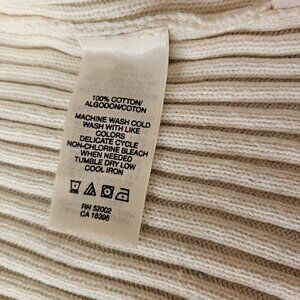 100% COTTON/
ALGODON/COTON
MACHINE WASH COLD
WASH WITH LIKE
COLORS
DELICATE CYCLE
NON-CHLORINE BLEACH
WHEN NEEDED
TUMBLE DRY LOW
COOL IRON
RN 52002
CA 16396